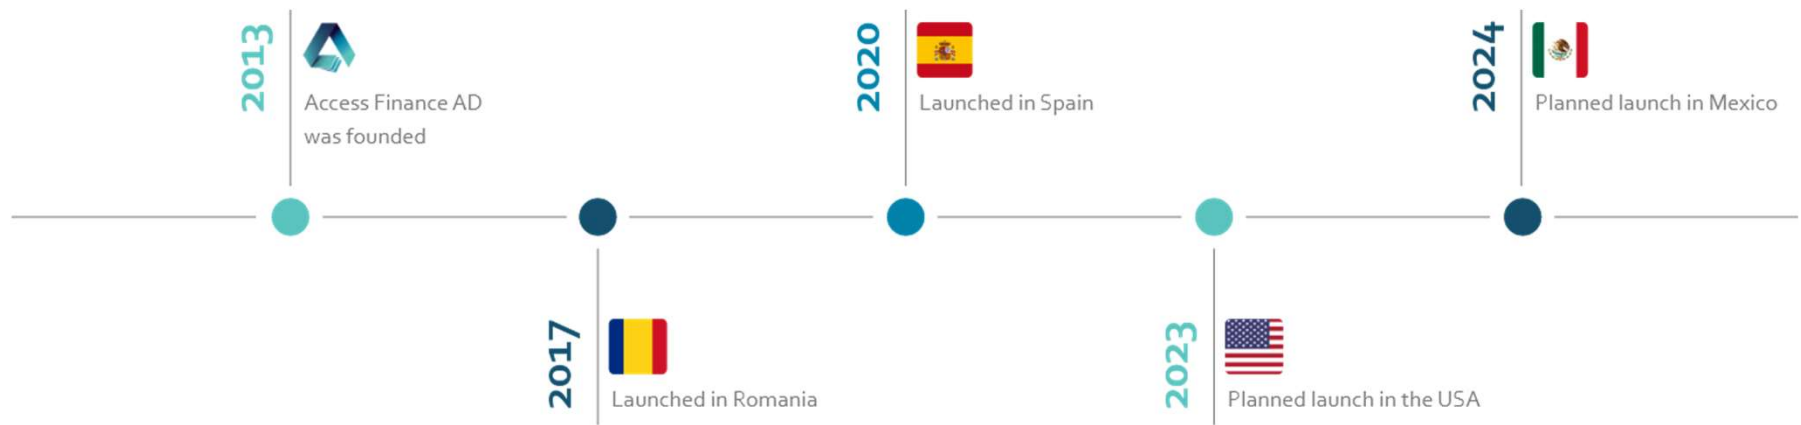 2013
Access Finance AD
was founded
2017
Launched in Romania
2020
Launched in Spain
2023
Planned launch in the USA
2024
Planned launch in Mexico